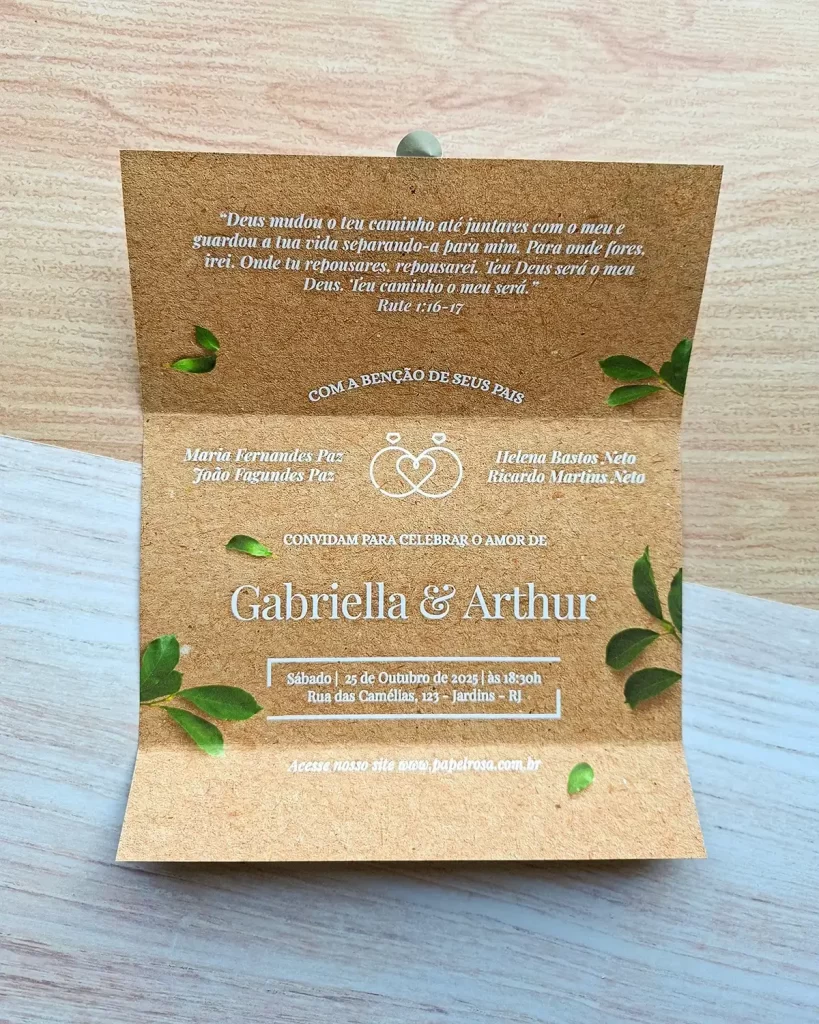 “Deus mudou o teu caminho até juntares com o meu e
guardou a tua vida separando-a para mim. Para onde fores,
irei. Onde tu repousares, repousarei. Teu Deus será o meu
Deus. Teu caminho o meu será.”
Rute 1:16-17
COM A BENÇÃO DE SEUS PAIS
Maria Fernandes Paz
João Fagundes Paz
Helena Bastos Neto
Ricardo Martins Neto
CONVIDAM PARA CELEBRAR O AMOR DE
Gabriella & Arthur
Sábado | 25 de Outubro de 2025 | às 18:30h
Rua das Camélias, 123 - Jardins - RJ
Acesse nosso site www.papelrosa.com.br